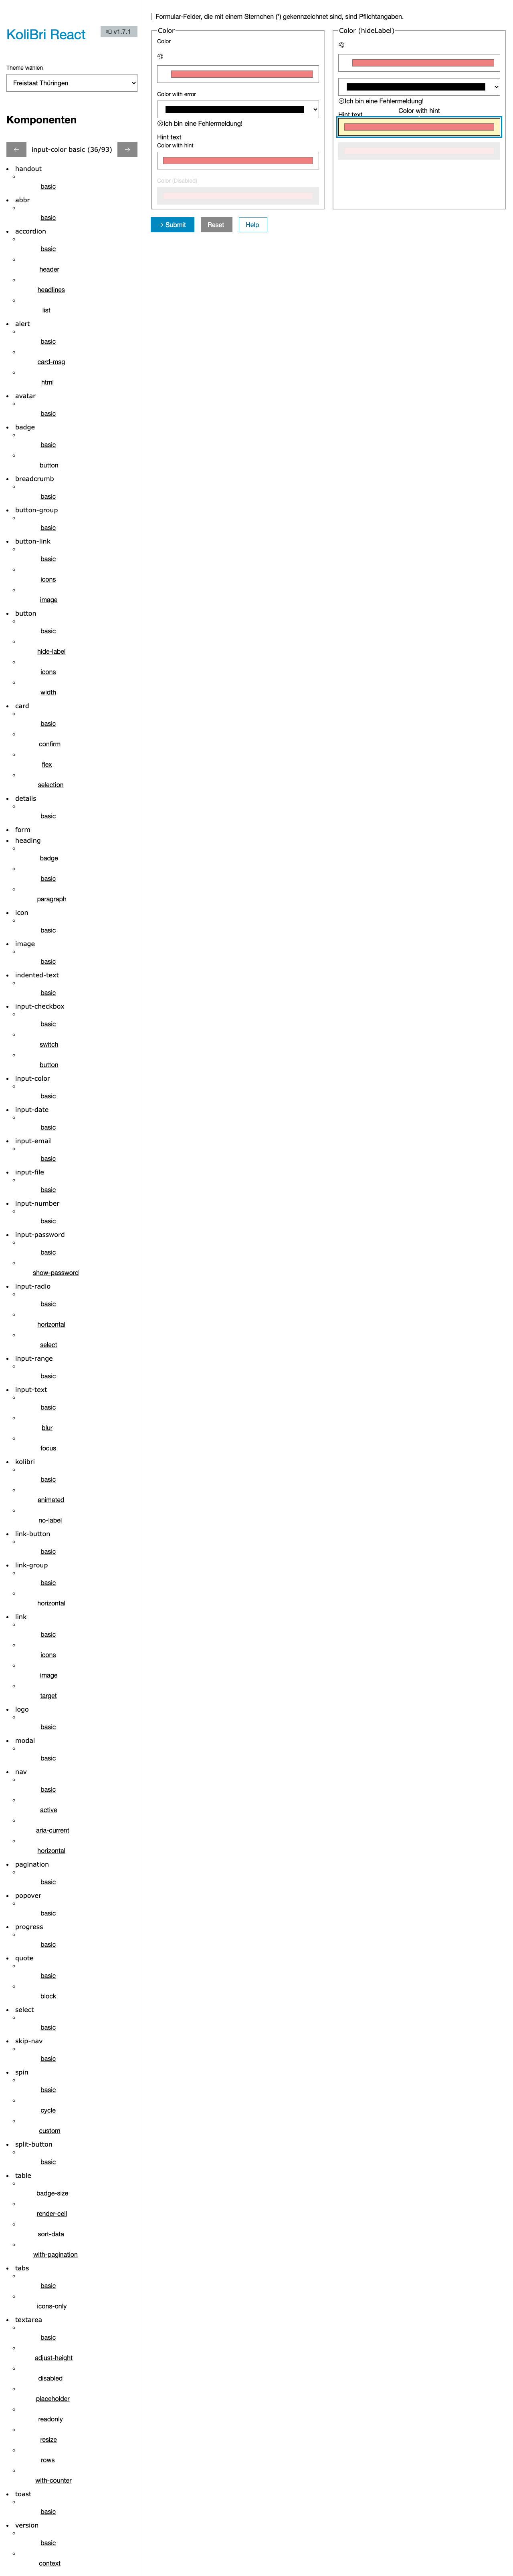 KoliBri React
v1.7.1
Theme wählen
Freistaat Thüringen
Komponenten
← input-color basic (36/93) →
handout
basic
abbr
basic
accordion
basic
header
headlines
list
alert
basic
card-msg
html
avatar
basic
badge
basic
button
breadcrumb
basic
button-group
basic
button-link
basic
icons
image
button
basic
hide-label
icons
width
card
basic
confirm
flex
selection
details
basic
form
heading
badge
basic
paragraph
icon
basic
image
basic
indented-text
basic
input-checkbox
basic
switch
button
input-color
basic
input-date
basic
input-email
basic
input-file
basic
input-number
basic
input-password
basic
show-password
input-radio
basic
horizontal
select
input-range
basic
input-text
basic
blur
focus
kolibri
basic
animated
no-label
link-button
basic
link-group
basic
horizontal
link
basic
icons
image
target
logo
basic
modal
basic
nav
basic
active
aria-current
horizontal
pagination
basic
popover
basic
progress
basic
quote
basic
block
select
basic
skip-nav
basic
spin
basic
cycle
custom
split-button
basic
table
badge-size
render-cell
sort-data
with-pagination
tabs
basic
icons-only
textarea
basic
adjust-height
disabled
placeholder
readonly
resize
rows
with-counter
toast
basic
version
basic
context
Formular-Felder, die mit einem Sternchen (*) gekennzeichnet sind, sind Pflichtangaben.
Color
Color
Color with error
Ich bin eine Fehlermeldung!
Hint text
Color with hint
Color (Disabled)
Color (hideLabel)
Ich bin eine Fehlermeldung!
Color with hint
Hint text
→ Submit
Reset
Help